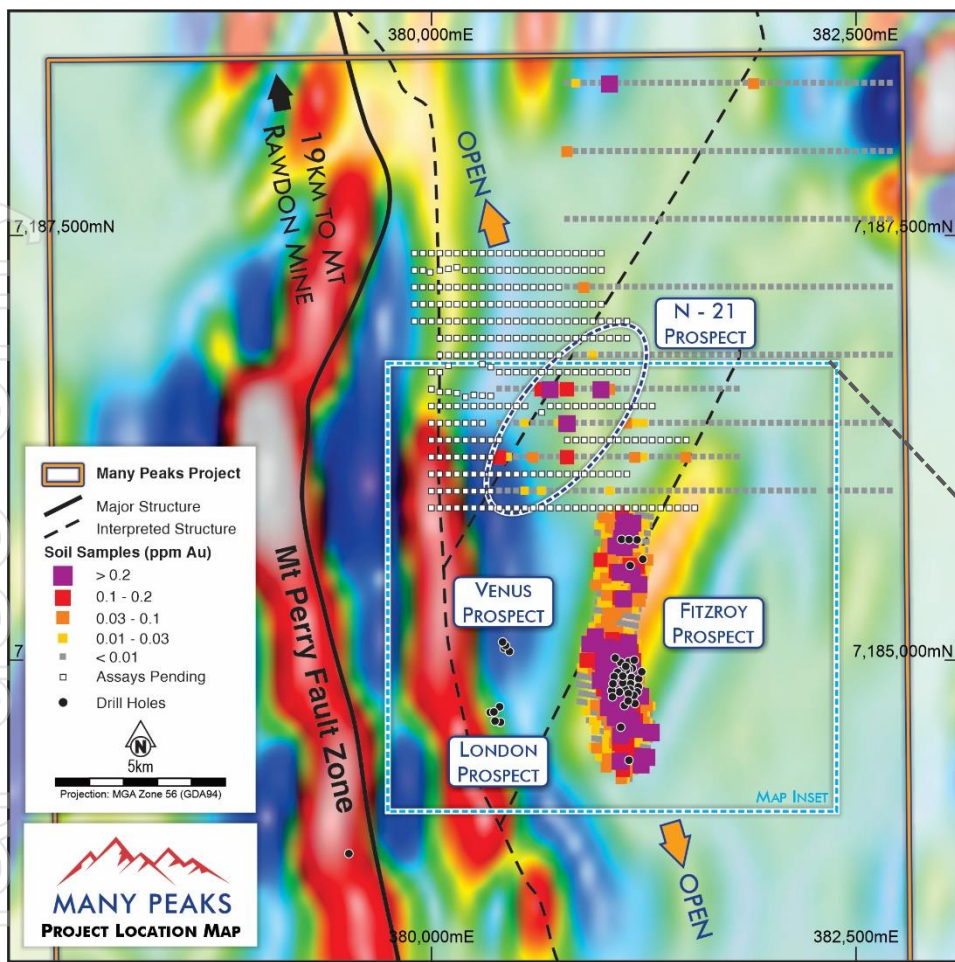 380,000mE
382,500mE
19KM TO MT
RAWDON MINE
OPEN
7,187,500mN
N - 21
PROSPECT
Many Peaks Project
Major Structure
Interpreted Structure
Soil Samples (ppm Au)
> 0.2
0.1 - 0.2
0.03 - 0.1
0.01 - 0.03
< 0.01
Assays Pending
Drill Holes
N
5km
Projection: MGA Zone 56 (GDA94)
Mt Perry Fault Zone
VENUS
PROSPECT
FITZROY
PROSPECT
7
7,185,000mN
LONDON
PROSPECT
MAP INSET
MANY PEAKS
PROJECT LOCATION MAP
OPEN
380,000mE
382,500mE